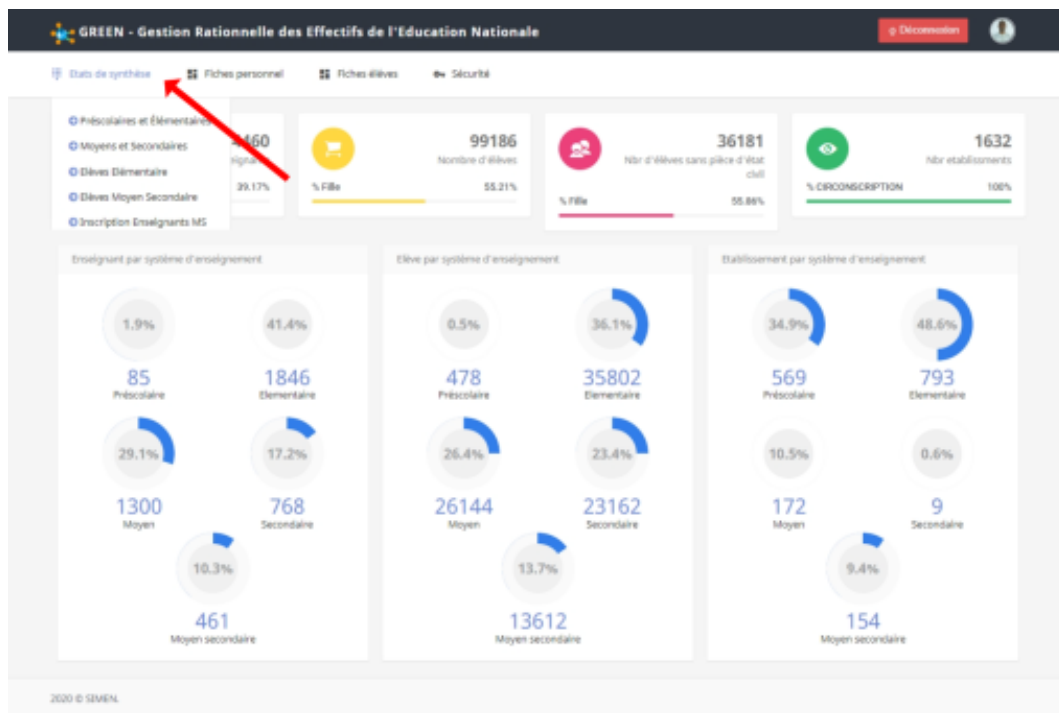 GREEN - Gestion Rationnelle des Effectifs de l'Education Nationale
Déconnexion
Etats de synthèse
Fiches personnel
Fiches élèves
Sécurité
Préscolaires et Élémentaires
Moyens et Secondaires
Elèves Elémentaire
Elèves Moyen Secondaire
Inscription Enseignants MS
4460
39.17%
99186
Nombre d'élèves
% Fille
55.21%
36181
Nbr d'élèves sans pièce d'état
civil
% Fille
55.86%
1632
Nbr etablissments
% CIRCONSCRIPTION
100%
Enseignant par système d'enseignement
1.9%
41.4%
85
1846
Préscolaire
Elementaire
29.1%
17.2%
1300
768
Moyen
Secondaire
10.3%
461
Moyen secondaire
Elève par système d'enseignement
0.5%
36.1%
478
35802
Préscolaire
Elementaire
26.4%
23.4%
26144
23162
Moyen
Secondaire
13.7%
13612
Moyen secondaire
Etablissement par système d'enseignement
34.9%
48.6%
569
793
Préscolaire
Elementaire
10.5%
0.6%
172
9
Moyen
Secondaire
9.4%
154
Moyen secondaire
2020 © SIMEN.